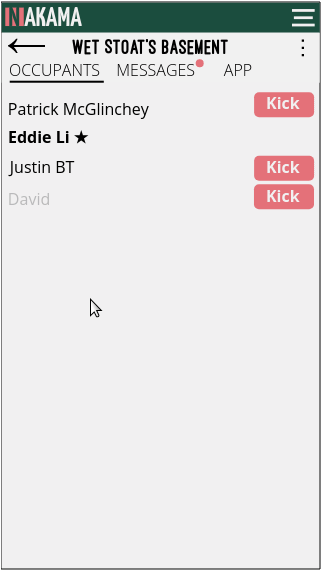 NAKAMA
WET STOAT'S BASEMENT
OCCUPANTS MESSAGES APP
Patrick McGlinchey Kick
Eddie Li ★
Justin BT Kick
David Kick